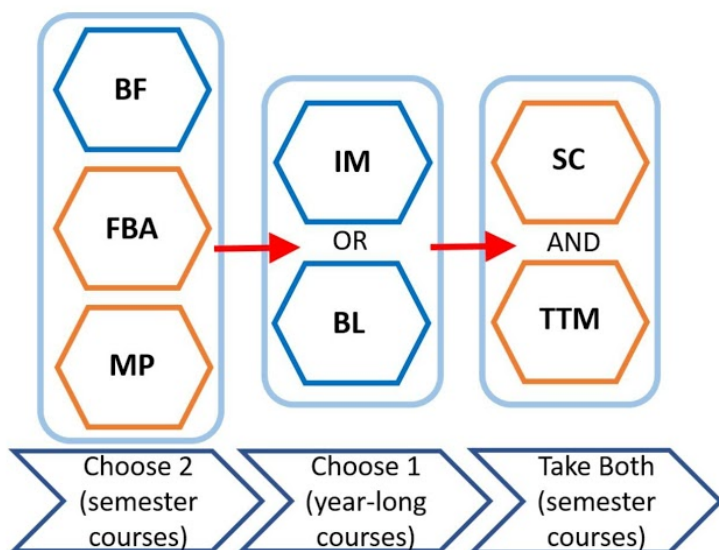 BF
FBA
MP
IM
OR
BL
SC
AND
TTM
Choose 2
(semester
courses)
Choose 1
(year-long
courses)
Take Both
(semester
courses)